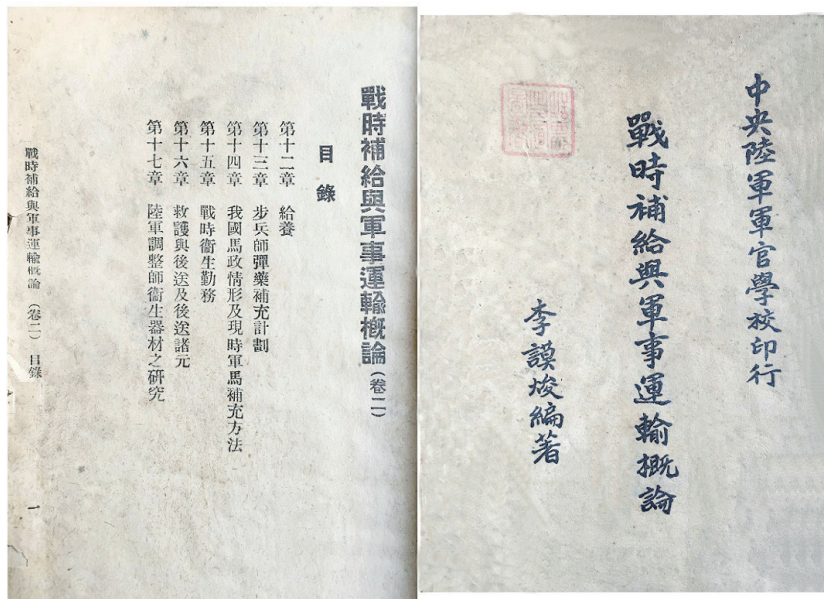 中央陸軍軍官學校印行
戰時補給與軍事運輸概論
李謨焌編著
戰時補給與軍事運輸概論（卷二）
目錄
第十二章　給養
第十三章　步兵師彈藥補充計劃
第十四章　我國馬政情形及現時軍馬補充方法
第十五章　戰時衞生勤務
第十六章　救護與後送及後送諸元
第十七章　陸軍調整師衞生器材之研究
戰時補給與軍事運輸概論　（卷二）　目錄
一